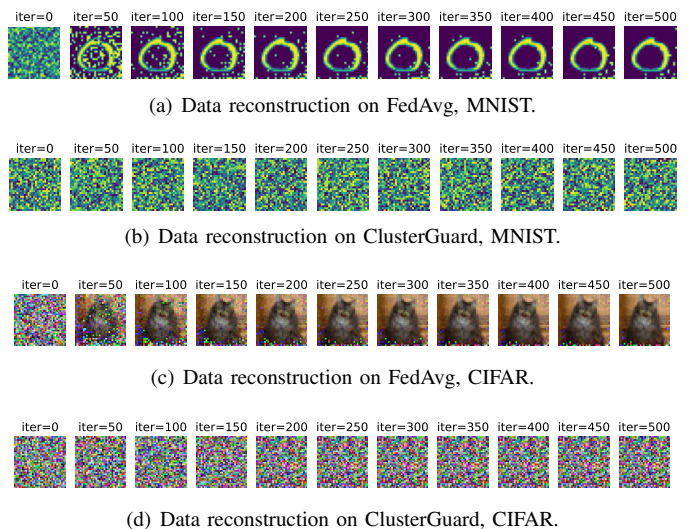 iter=0 iter=50 iter=100 iter=150 iter=200 iter=250 iter=300 iter=350 iter=400 iter=450 iter=500
(a) Data reconstruction on FedAvg, MNIST.
iter=0 iter=50 iter=100 iter=150 iter=200 iter=250 iter=300 iter=350 iter=400 iter=450 iter=500
(b) Data reconstruction on ClusterGuard, MNIST.
iter=0 iter=50 iter=100 iter=150 iter=200 iter=250 iter=300 iter=350 iter=400 iter=450 iter=500
(c) Data reconstruction on FedAvg, CIFAR.
iter=0 iter=50 iter=100 iter=150 iter=200 iter=250 iter=300 iter=350 iter=400 iter=450 iter=500
(d) Data reconstruction on ClusterGuard, CIFAR.